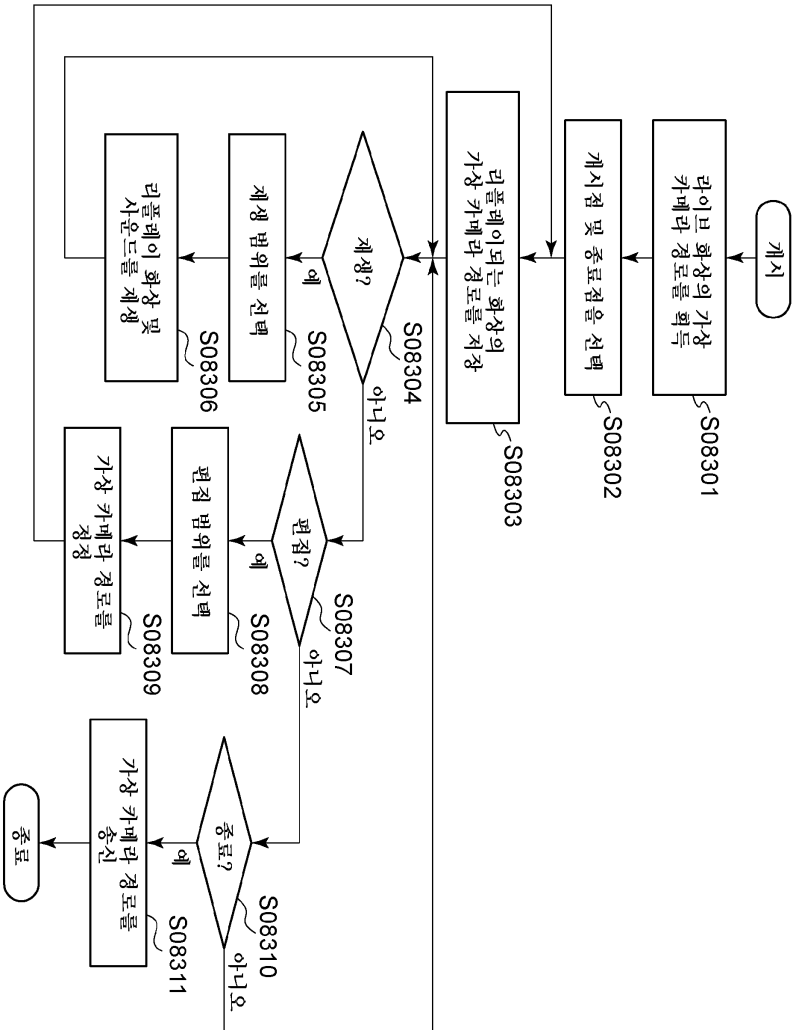 개시
라이브 화상의 가상
카메라 경로를 획득
S08301
개시점 및 종료점을 선택
S08302
리플레이되는 화상의
가상 카메라 경로를 저장
S08303
재생?
S08304
예
아니오
재생 범위를 선택
S08305
리플레이 화상 및
사운드를 재생
S08306
편집?
S08307
예
아니오
편집 범위를 선택
S08308
가상 카메라 경로를
정정
S08309
종료?
S08310
예
아니오
가상 카메라 경로를
송신
S08311
종료